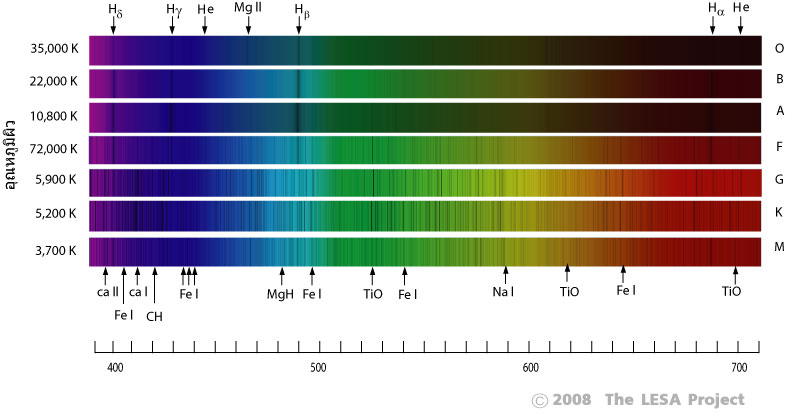 Hδ Hγ He Mg II Hβ Hα He
35,000 K O
22,000 K B
10,800 K A
72,000 K F
5,900 K G
5,200 K K
3,700 K M
อุณหภูมิผิว
ca II Fe I ca I CH Fe I MgH Fe I TiO Fe I Na I TiO Fe I TiO
400 500 600 700
© 2008 The LESA Project